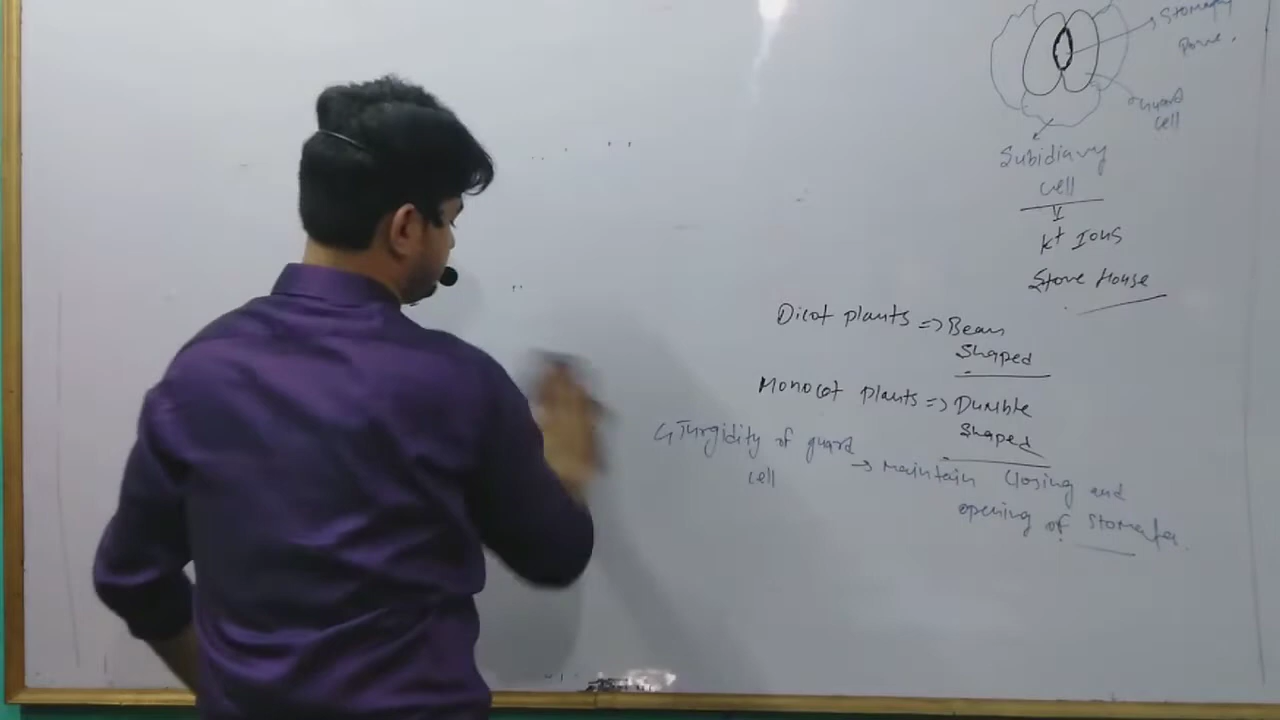 Stomatal
Pore.
Guard
cell
Subidiary
cell
K+ Ions
Store House
Dicot plants => Bean
Shaped
Monocot plants => Dumble
Shaped
Turgidity of guard
cell
→ Maintain Closing and
opening of Stomata.